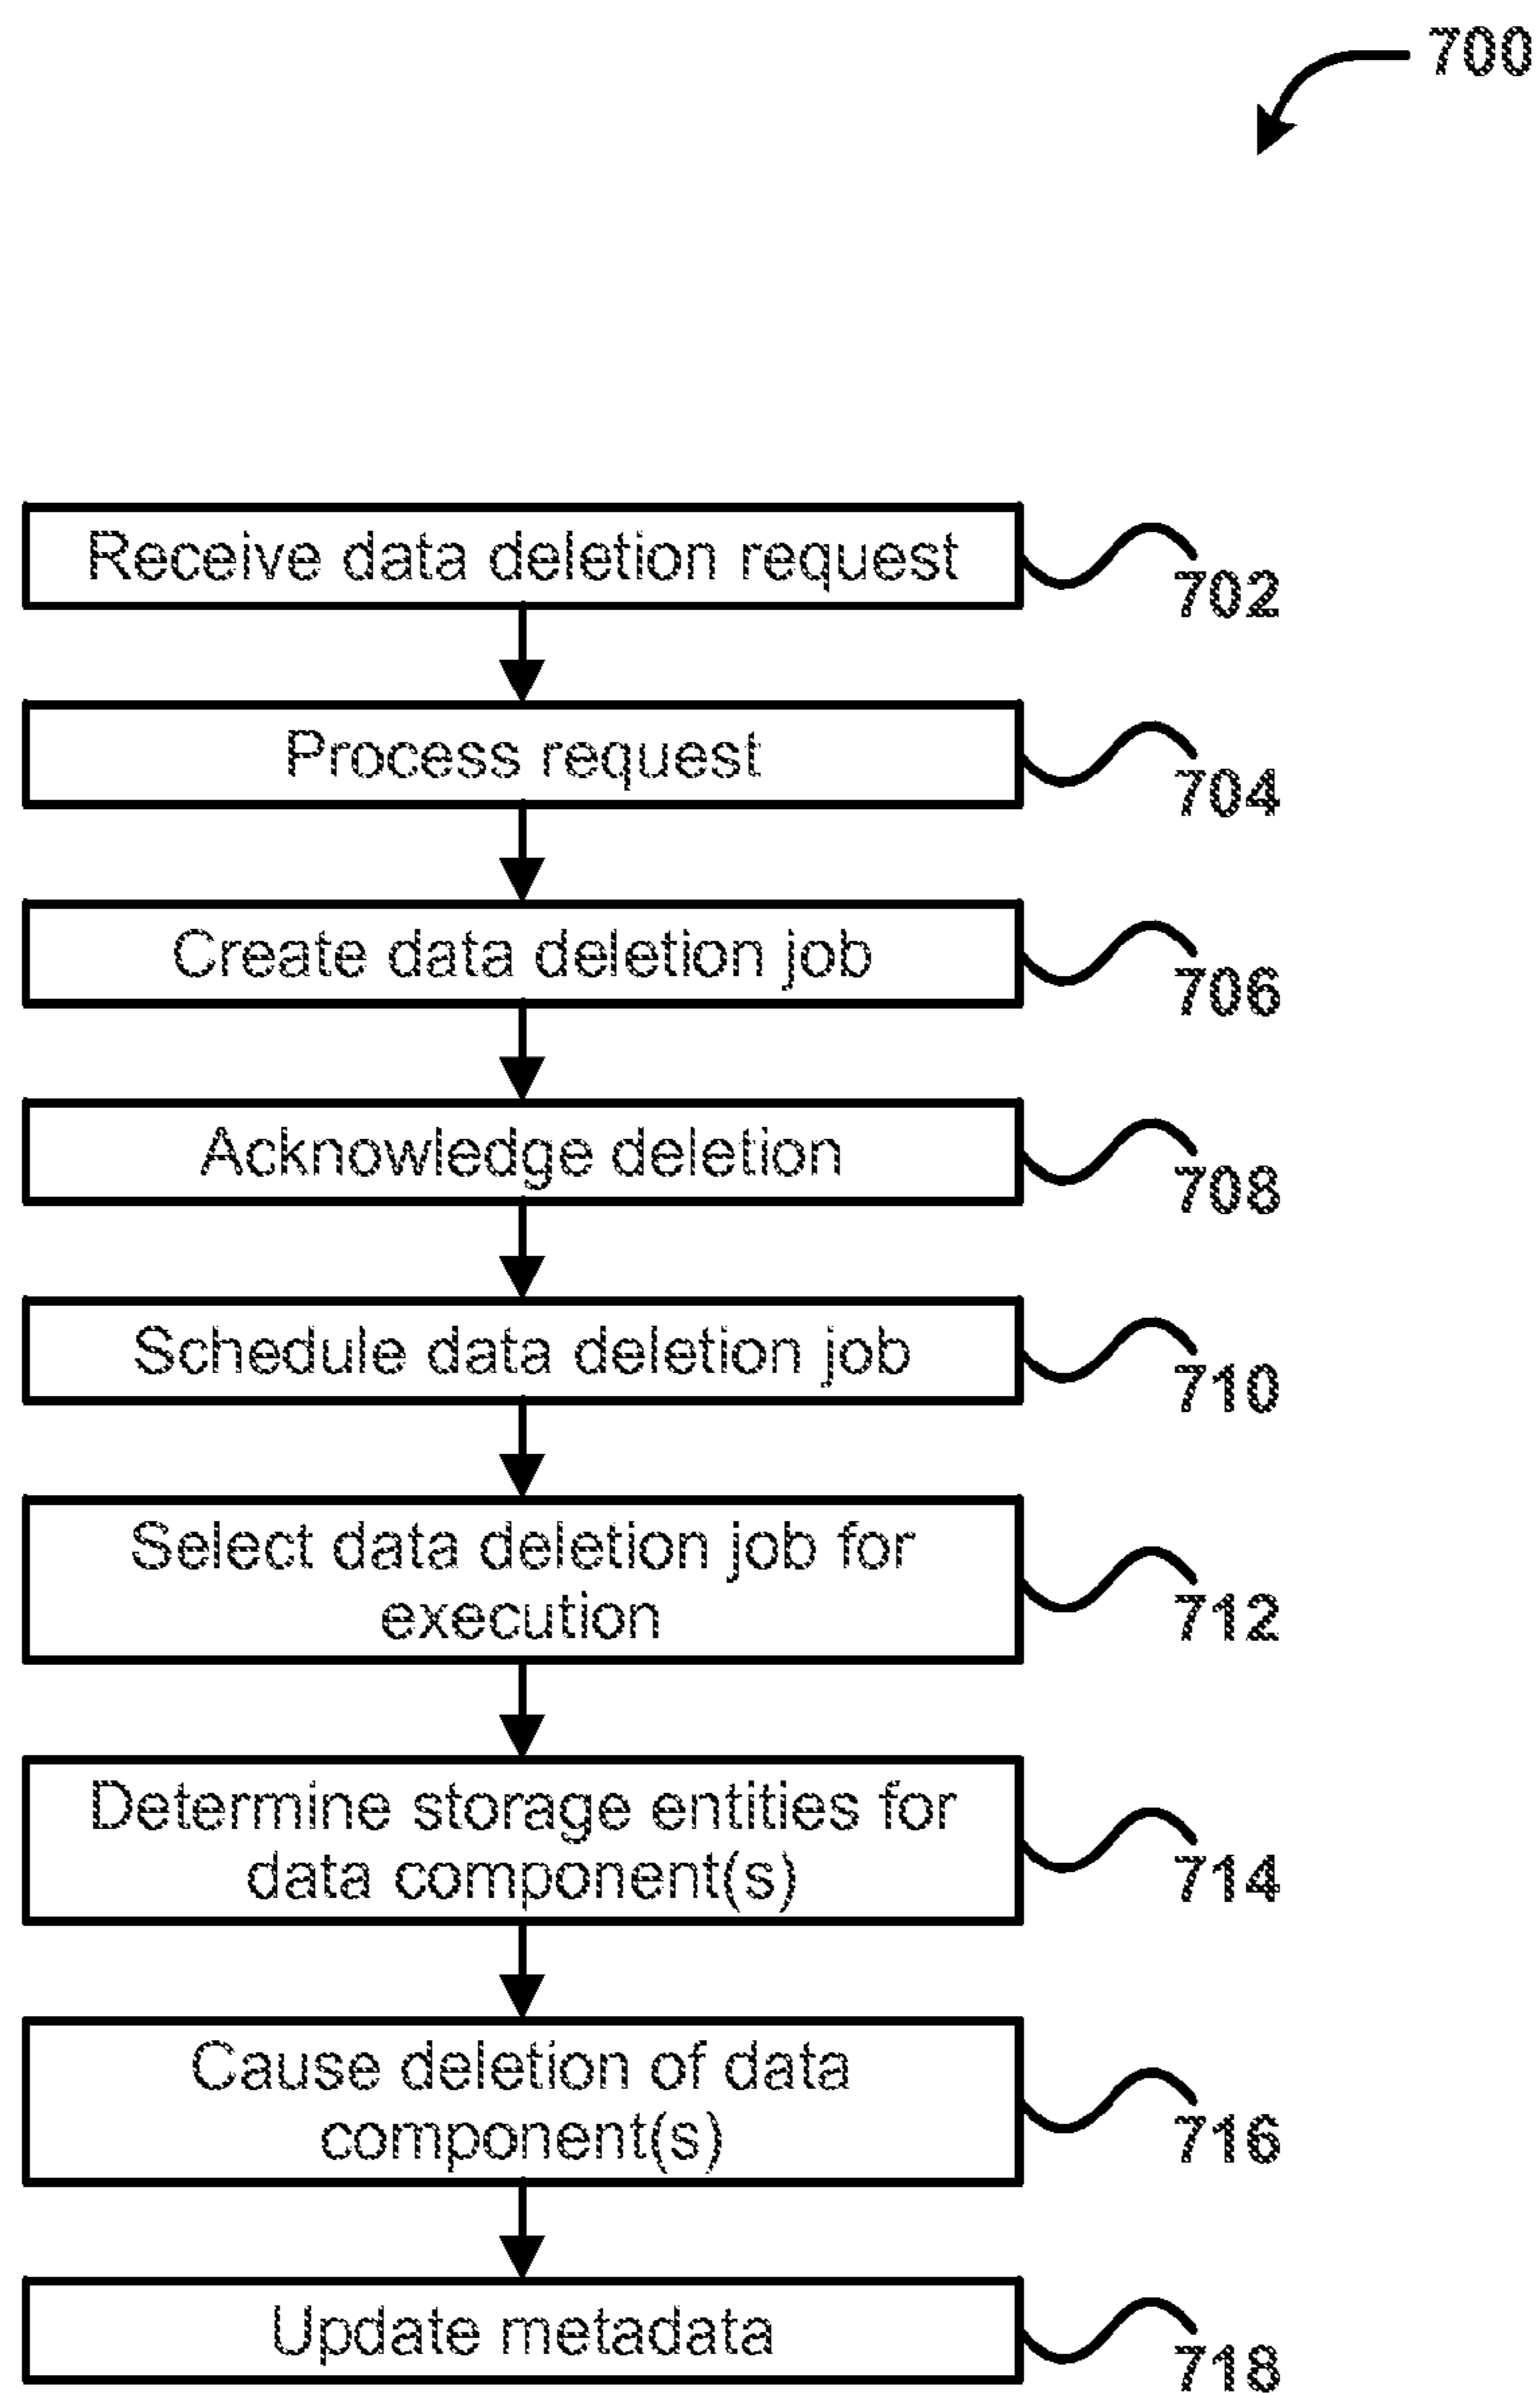 700
Receive data deletion request
702
Process request
704
Create data deletion job
706
Acknowledge deletion
708
Schedule data deletion job
710
Select data deletion job for
execution
712
Determine storage entities for
data component(s)
714
Cause deletion of data
component(s)
716
Update metadata
718